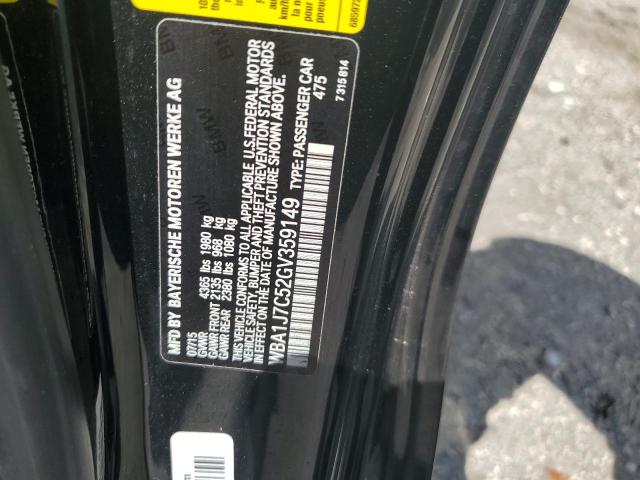 MFD BY BAYERISCHE MOTOREN WERKE AG
07/15
GVWR 4365 lbs 1980 kg
GAWR FRONT 2135 lbs 968 kg
GAWR REAR 2380 lbs 1080 kg
THIS VEHICLE CONFORMS TO ALL APPLICABLE U.S. FEDERAL MOTOR
VEHICLE SAFETY, BUMPER AND THEFT PREVENTION STANDARDS
IN EFFECT ON THE DATE OF MANUFACTURE SHOWN ABOVE.
WBA1J7C52GV359149 TYPE: PASSENGER CAR
475
7 315 814